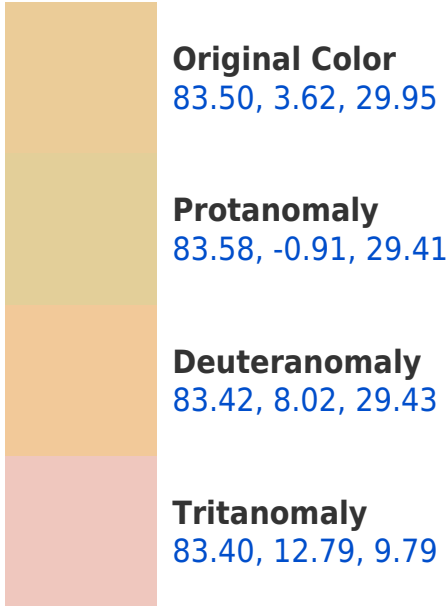 Original Color
83.50, 3.62, 29.95
Protanomaly
83.58, -0.91, 29.41
Deuteranomaly
83.42, 8.02, 29.43
Tritanomaly
83.40, 12.79, 9.79